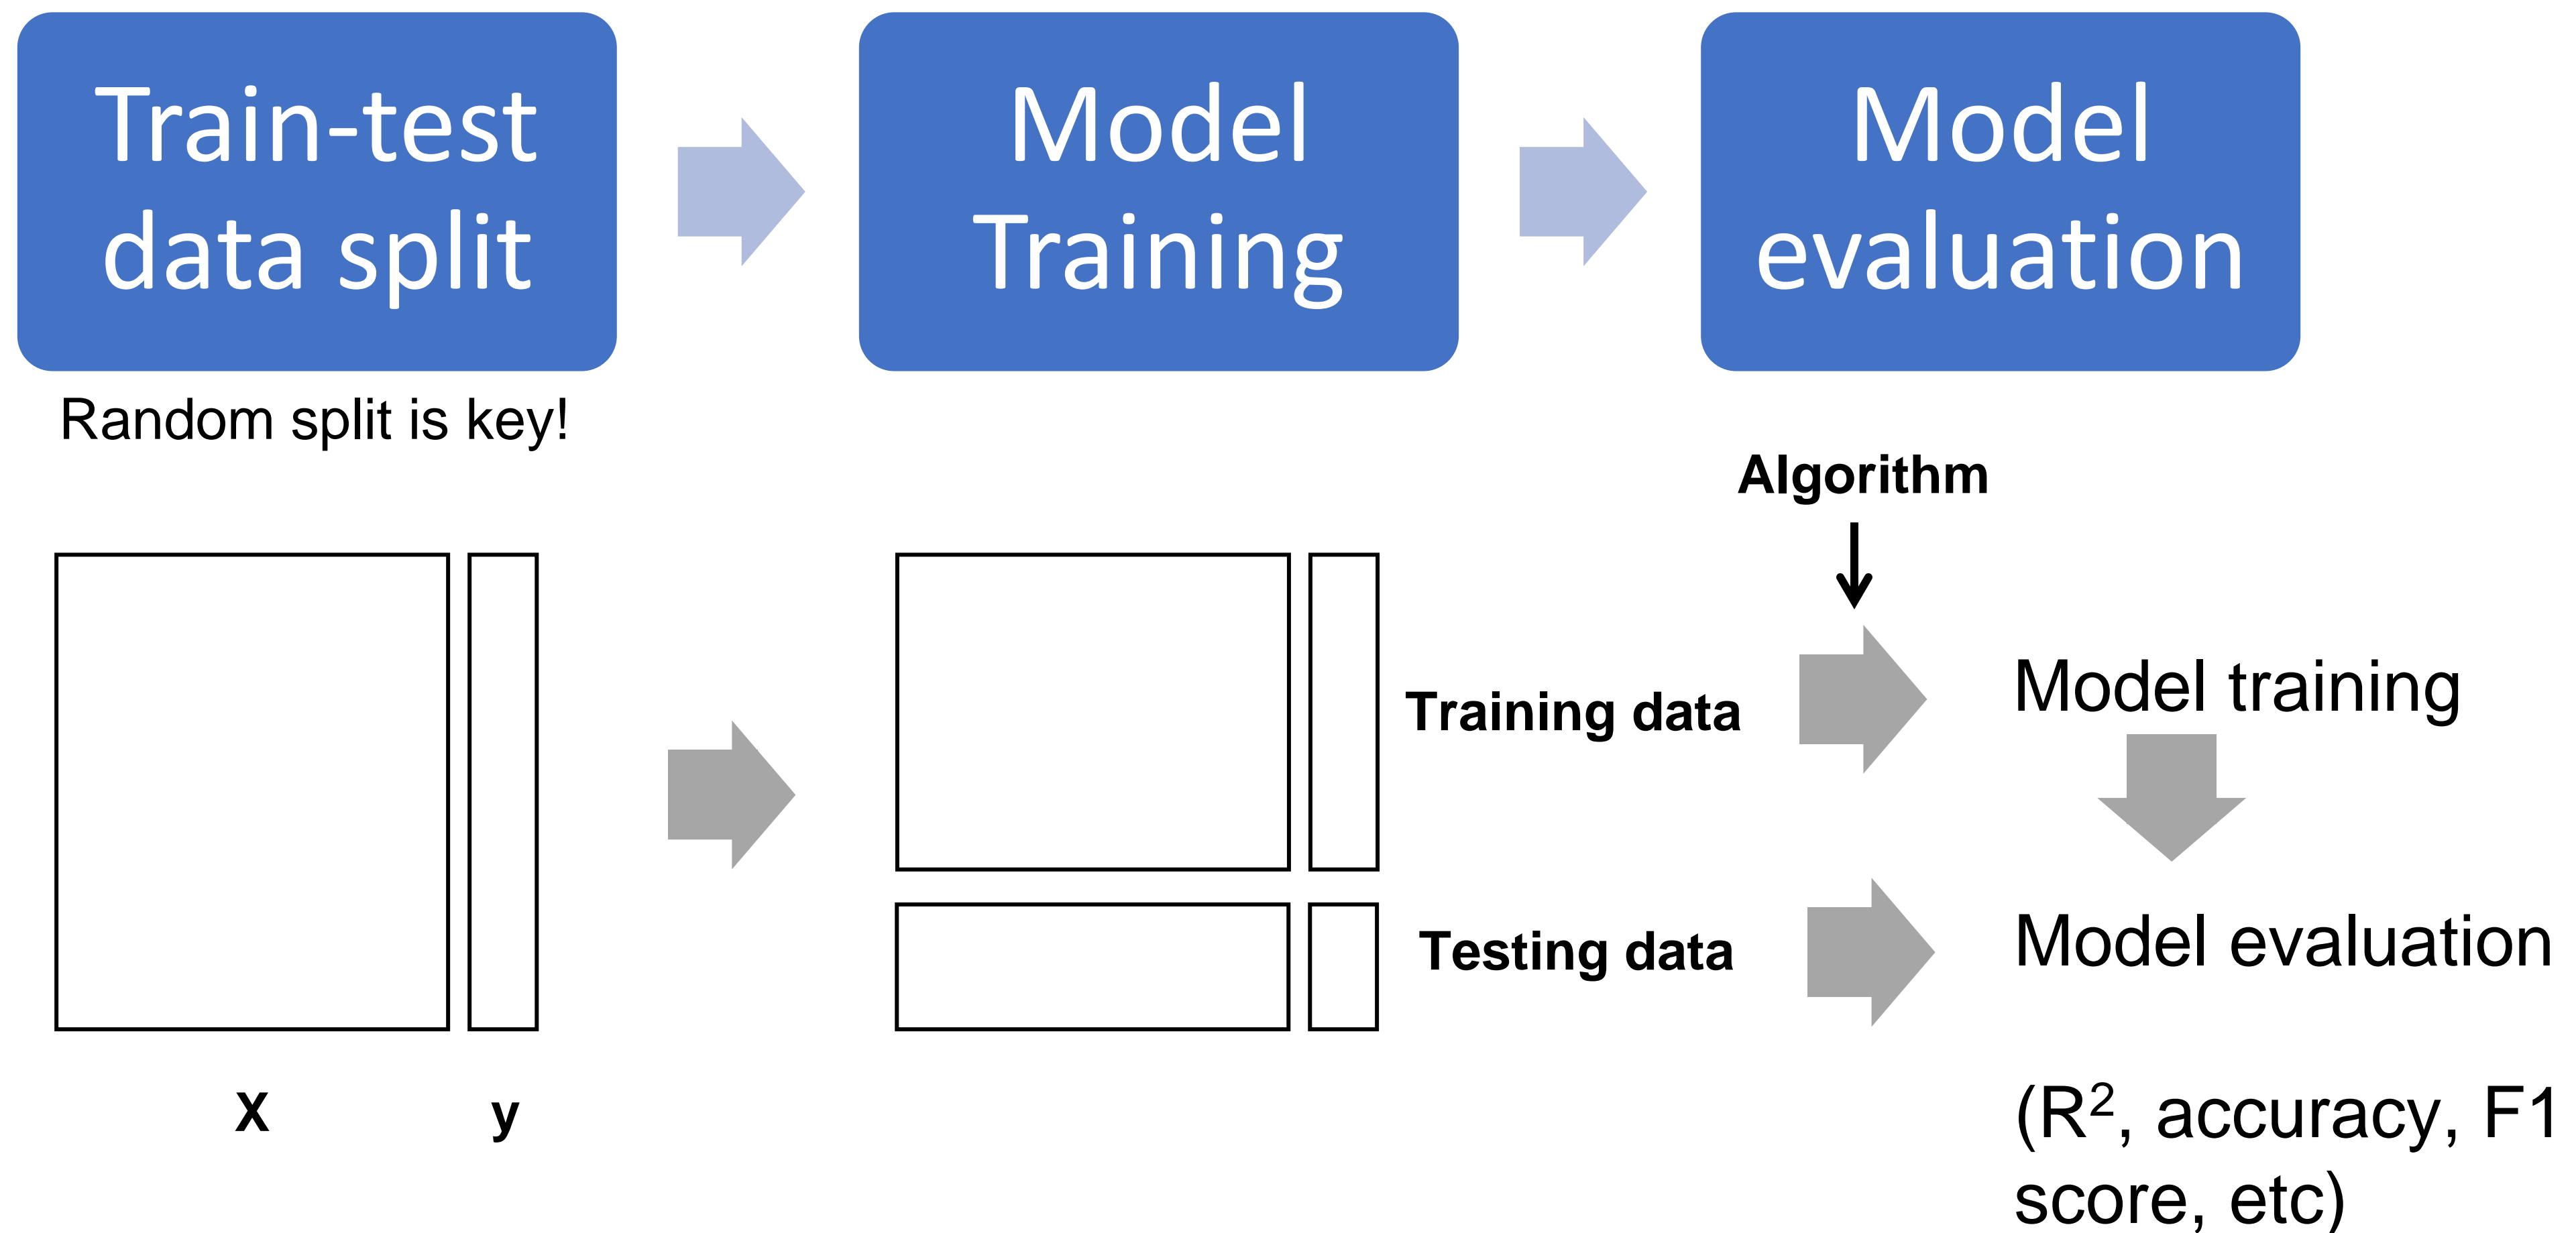 Train-test
data split
Model
Training
Model
evaluation
Random split is key!
Algorithm
Training data
Model training
Testing data
Model evaluation
X
y
(R², accuracy, F1
score, etc)